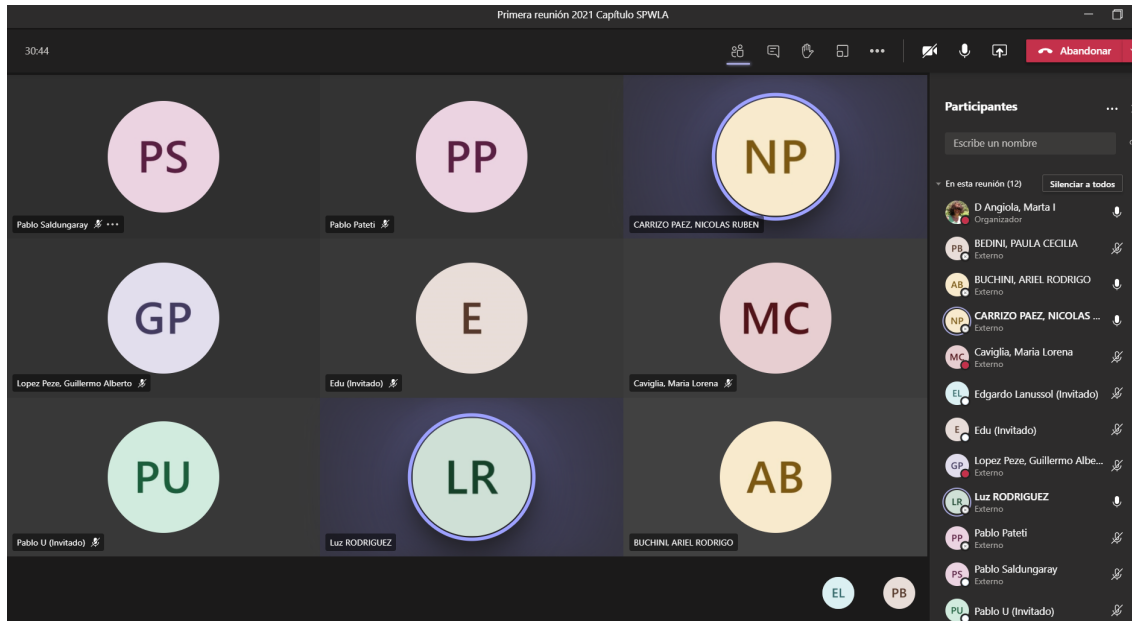 Primera reunión 2021 Capítulo SPWLA
30:44
Abandonar
PS
Pablo Saldungaray
PP
Pablo Pateti
NP
CARRIZO PAEZ, NICOLAS RUBEN
GP
Lopez Peze, Guillermo Alberto
E
Edu (Invitado)
MC
Caviglia, Maria Lorena
PU
Pablo U (Invitado)
LR
Luz RODRIGUEZ
AB
BUCHINI, ARIEL RODRIGO
EL
PB
Participantes
Escribe un nombre
En esta reunión (12) Silenciar a todos
D Angiola, Marta I
Organizador
PB BEDINI, PAULA CECILIA
Externo
AB BUCHINI, ARIEL RODRIGO
Externo
NP CARRIZO PAEZ, NICOLAS ...
Externo
MC Caviglia, Maria Lorena
Externo
EL Edgardo Lanussol (Invitado)
E Edu (Invitado)
GP Lopez Peze, Guillermo Albe...
Externo
LR Luz RODRIGUEZ
Externo
PP Pablo Pateti
Externo
PS Pablo Saldungaray
Externo
PU Pablo U (Invitado)